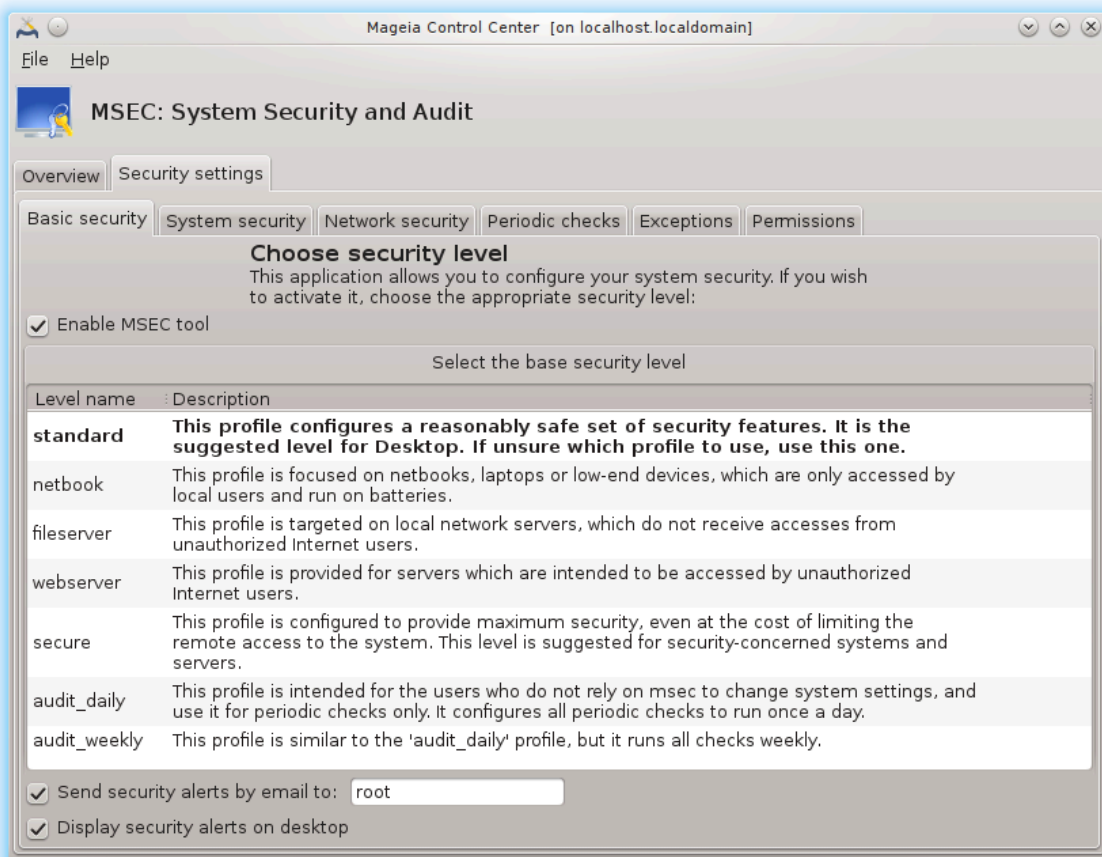 Mageia Control Center [on localhost.localdomain]
File Help
MSEC: System Security and Audit
Overview Security settings
Basic security System security Network security Periodic checks Exceptions Permissions
Choose security level
This application allows you to configure your system security. If you wish
to activate it, choose the appropriate security level:
Enable MSEC tool
Select the base security level
Level name Description
standard This profile configures a reasonably safe set of security features. It is the
suggested level for Desktop. If unsure which profile to use, use this one.
netbook This profile is focused on netbooks, laptops or low-end devices, which are only accessed by
local users and run on batteries.
fileserver This profile is targeted on local network servers, which do not receive accesses from
unauthorized Internet users.
webserver This profile is provided for servers which are intended to be accessed by unauthorized
Internet users.
secure This profile is configured to provide maximum security, even at the cost of limiting the
remote access to the system. This level is suggested for security-concerned systems and
servers.
audit_daily This profile is intended for the users who do not rely on msec to change system settings, and
use it for periodic checks only. It configures all periodic checks to run once a day.
audit_weekly This profile is similar to the 'audit_daily' profile, but it runs all checks weekly.
Send security alerts by email to: root
Display security alerts on desktop